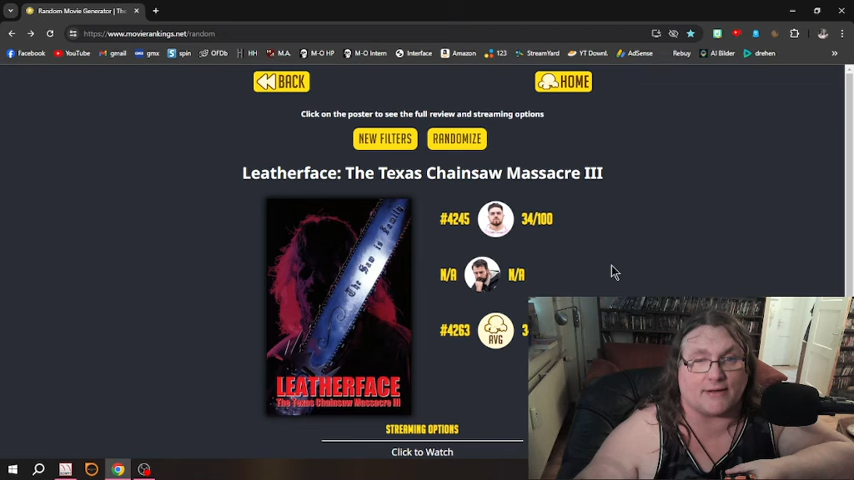 Random Movie Generator | The
https://www.movierankings.net/random
Facebook YouTube gmail gmx spin OFDb HH M.A. M-O HP M-O Intern Interface Amazon 123 StreamYard YT Downl. AdSense Rebuy AI Bilder drehen
BACK HOME
Click on the poster to see the full review and streaming options
NEW FILTERS RANDOMIZE
Leatherface: The Texas Chainsaw Massacre III
#4245 34/100
The Saw is Family
N/A N/A
#4263 AVG 3
LEATHERFACE
The Texas Chainsaw Massacre III
STREAMING OPTIONS
Click to Watch